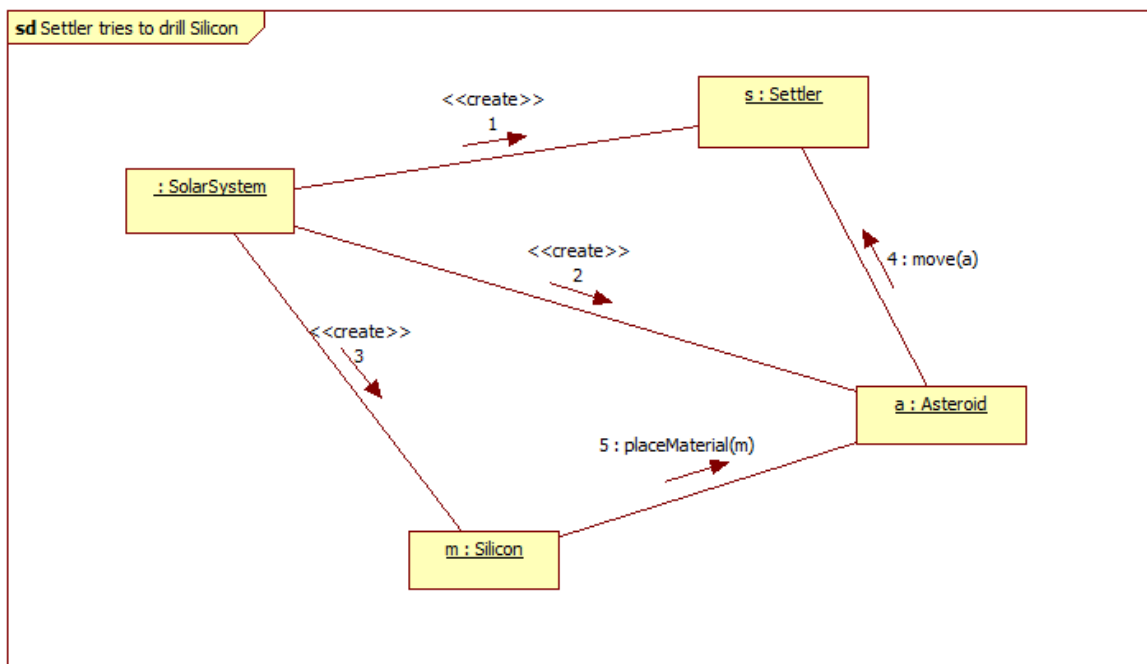 sd Settler tries to drill Silicon
<<create>>
1
s : Settler
: SolarSystem
<<create>>
2
4 : move(a)
<<create>>
3
a : Asteroid
5 : placeMaterial(m)
m : Silicon